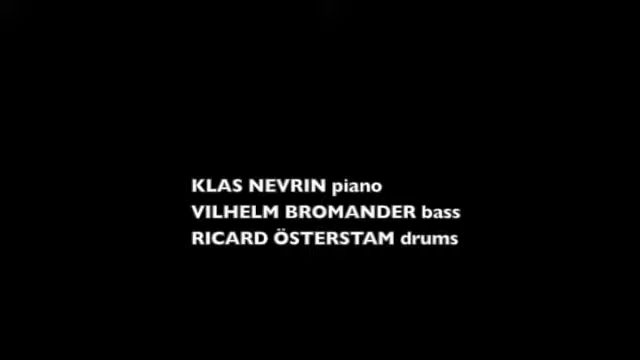 KLAS NEVRIN piano
VILHELM BROMANDER bass
RICARD ÖSTERSTAM drums